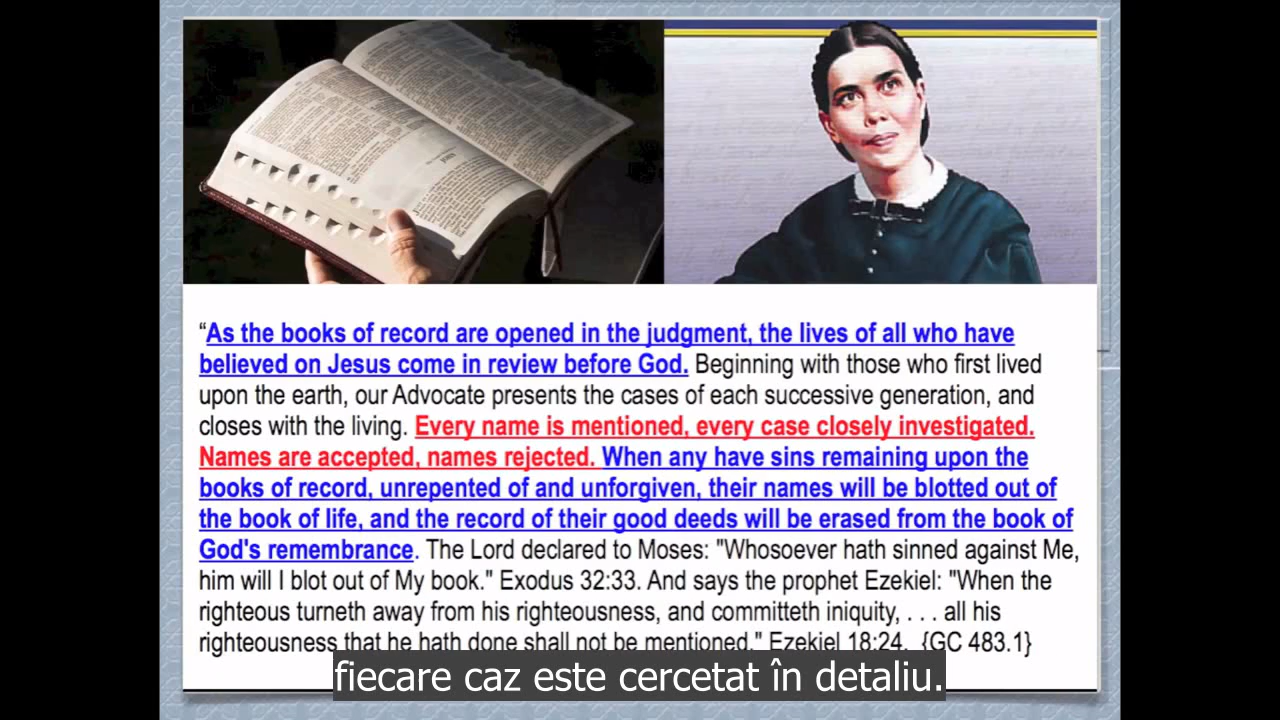 “As the books of record are opened in the judgment, the lives of all who have
believed on Jesus come in review before God. Beginning with those who first lived
upon the earth, our Advocate presents the cases of each successive generation, and
closes with the living. Every name is mentioned, every case closely investigated.
Names are accepted, names rejected. When any have sins remaining upon the
books of record, unrepented of and unforgiven, their names will be blotted out of
the book of life, and the record of their good deeds will be erased from the book of
God's remembrance. The Lord declared to Moses: "Whosoever hath sinned against Me,
him will I blot out of My book." Exodus 32:33. And says the prophet Ezekiel: "When the
righteous turneth away from his righteousness, and committeth iniquity, . . . all his
righteousness that he hath done shall not be mentioned." Ezekiel 18:24. {GC 483.1}
fiecare caz este cercetat în detaliu.